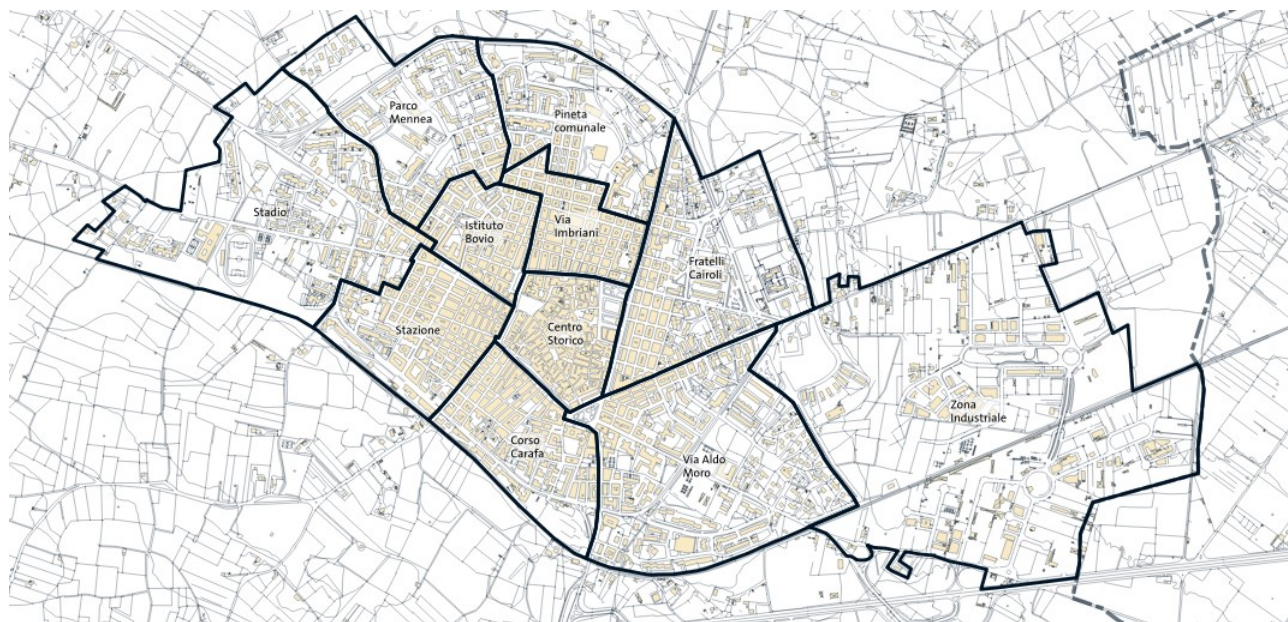 Parco
Mennea
Pineta
comunale
Stadio
Istituto
Bovio
Via
Imbriani
Fratelli
Cairoli
Stazione
Centro
Storico
Zona
Industriale
Corso
Carafa
Via Aldo
Moro